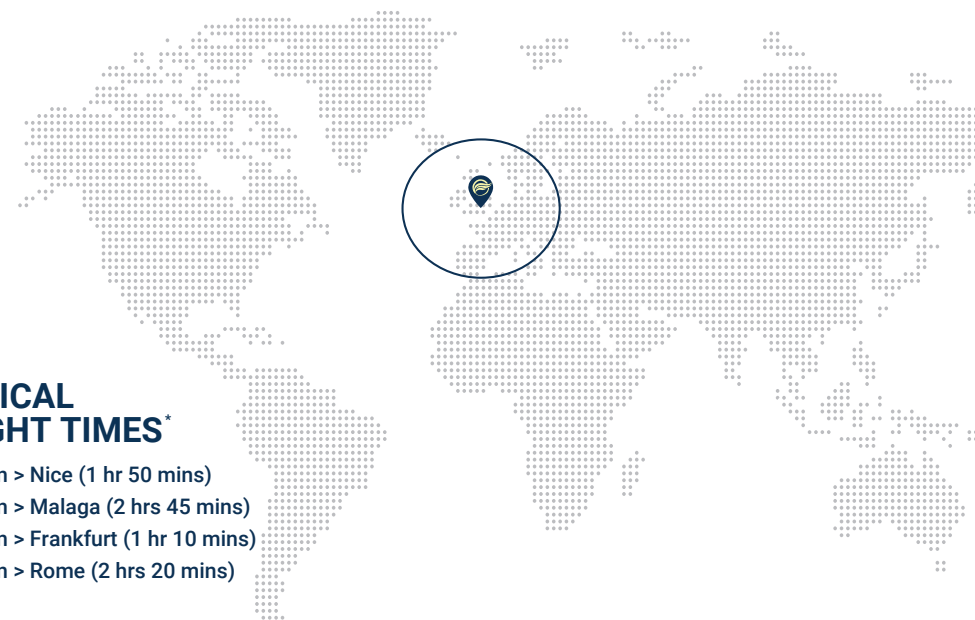 ICAL
GHT TIMES*
n > Nice (1 hr 50 mins)
n > Malaga (2 hrs 45 mins)
n > Frankfurt (1 hr 10 mins)
n > Rome (2 hrs 20 mins)